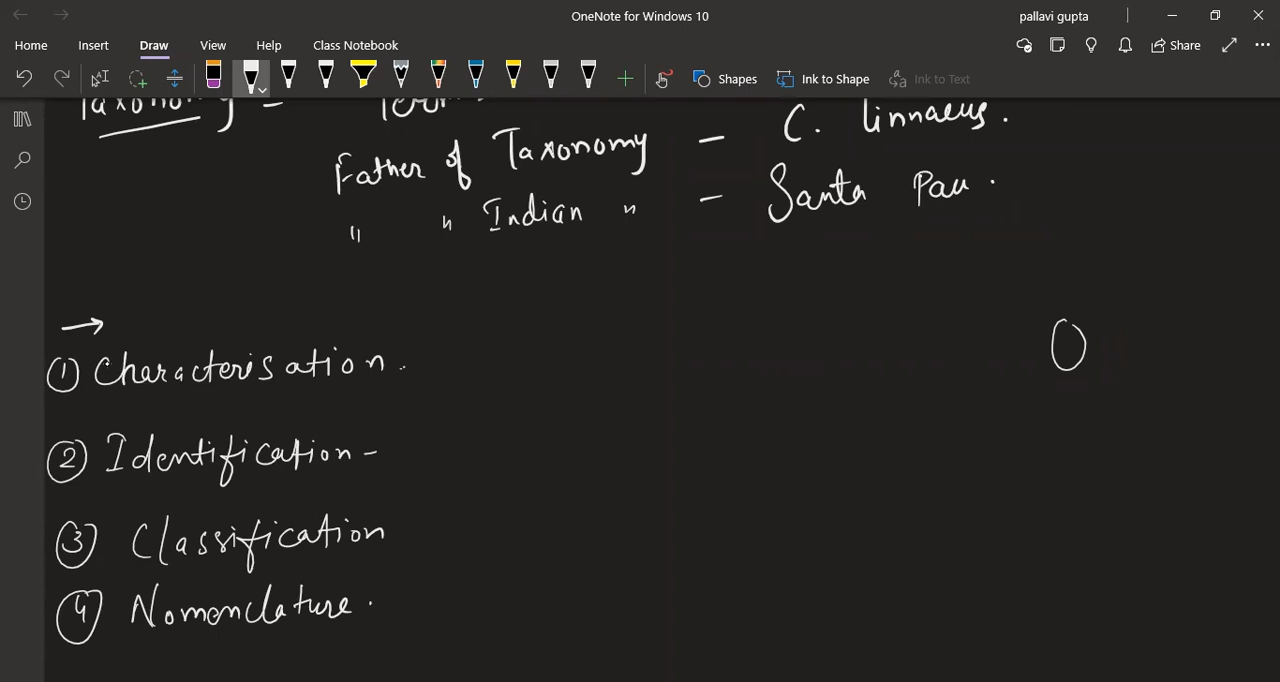 OneNote for Windows 10
pallavi gupta
Home Insert Draw View Help Class Notebook
Share
Shapes Ink to Shape Ink to Text
Taxonomy -
Father of Taxonomy - C. Linnaeus.
" " Indian " - Santa Pau.
→
① Characterisation.
② Identification -
③ Classification
④ Nomenclature.